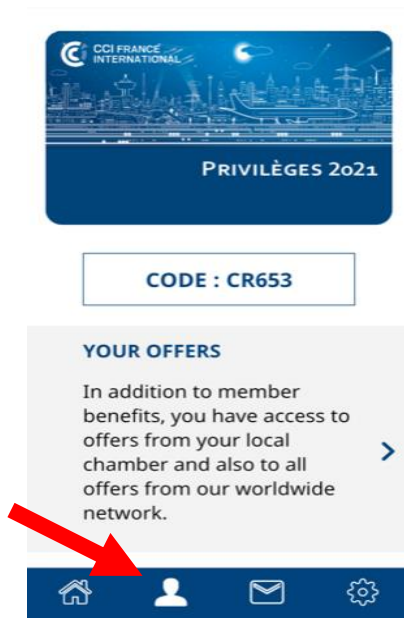 CCI FRANCE
INTERNATIONAL
PRIVILÈGES 2021
CODE : CR653
YOUR OFFERS
In addition to member
benefits, you have access to
offers from your local
chamber and also to all
offers from our worldwide
network.